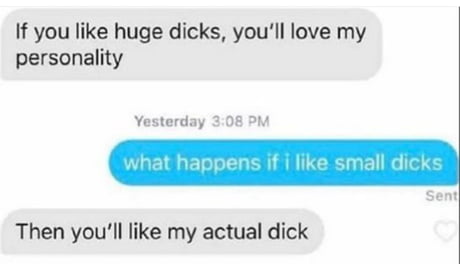 If you like huge dicks, you'll love my
personality
Yesterday 3:08 PM
what happens if i like small dicks
Sent
Then you'll like my actual dick